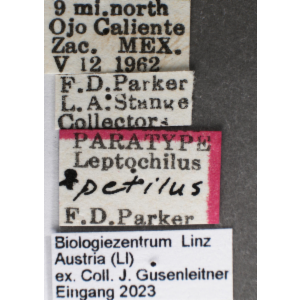 9 mi.north
Ojo Caliente
Zac. MEX.
V 12 1962
F.D.Parker
L.A.Stange
Collectors
PARATYPE
Leptochilus
petilus
F.D.Parker
Biologiezentrum Linz
Austria (LI)
ex. Coll. J. Gusenleitner
Eingang 2023